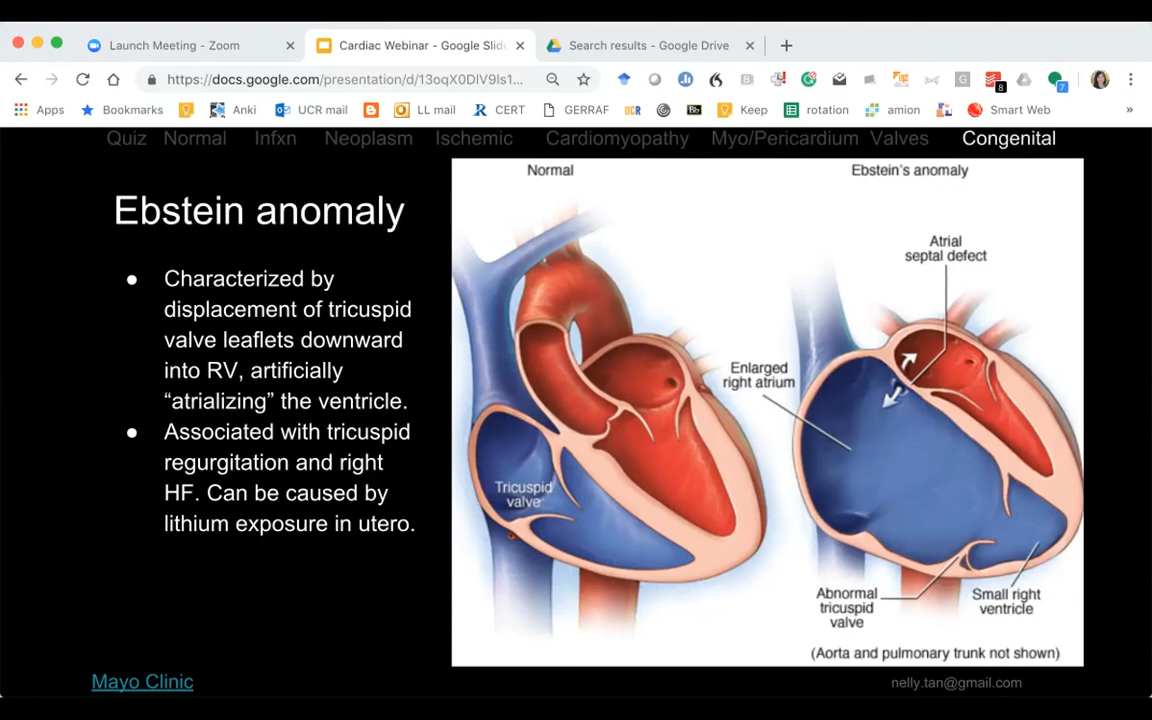 Launch Meeting - Zoom
Cardiac Webinar - Google Slid
Search results - Google Drive
https://docs.google.com/presentation/d/13oqX0DlV9ls1...
Apps
Bookmarks
Anki
UCR mail
LL mail
CERT
GERRAF
UCR
Bb
Keep
rotation
amion
Smart Web
»
8
7
Quiz Normal Infxn Neoplasm Ischemic Cardiomyopathy Myo/Pericardium Valves Congenital
Ebstein anomaly
● Characterized by
displacement of tricuspid
valve leaflets downward
into RV, artificially
“atrializing” the ventricle.
● Associated with tricuspid
regurgitation and right
HF. Can be caused by
lithium exposure in utero.
Normal
Tricuspid
valve
Ebstein's anomaly
Atrial
septal defect
Enlarged
right atrium
Abnormal
tricuspid
valve
Small right
ventricle
(Aorta and pulmonary trunk not shown)
Mayo Clinic
nelly.tan@gmail.com